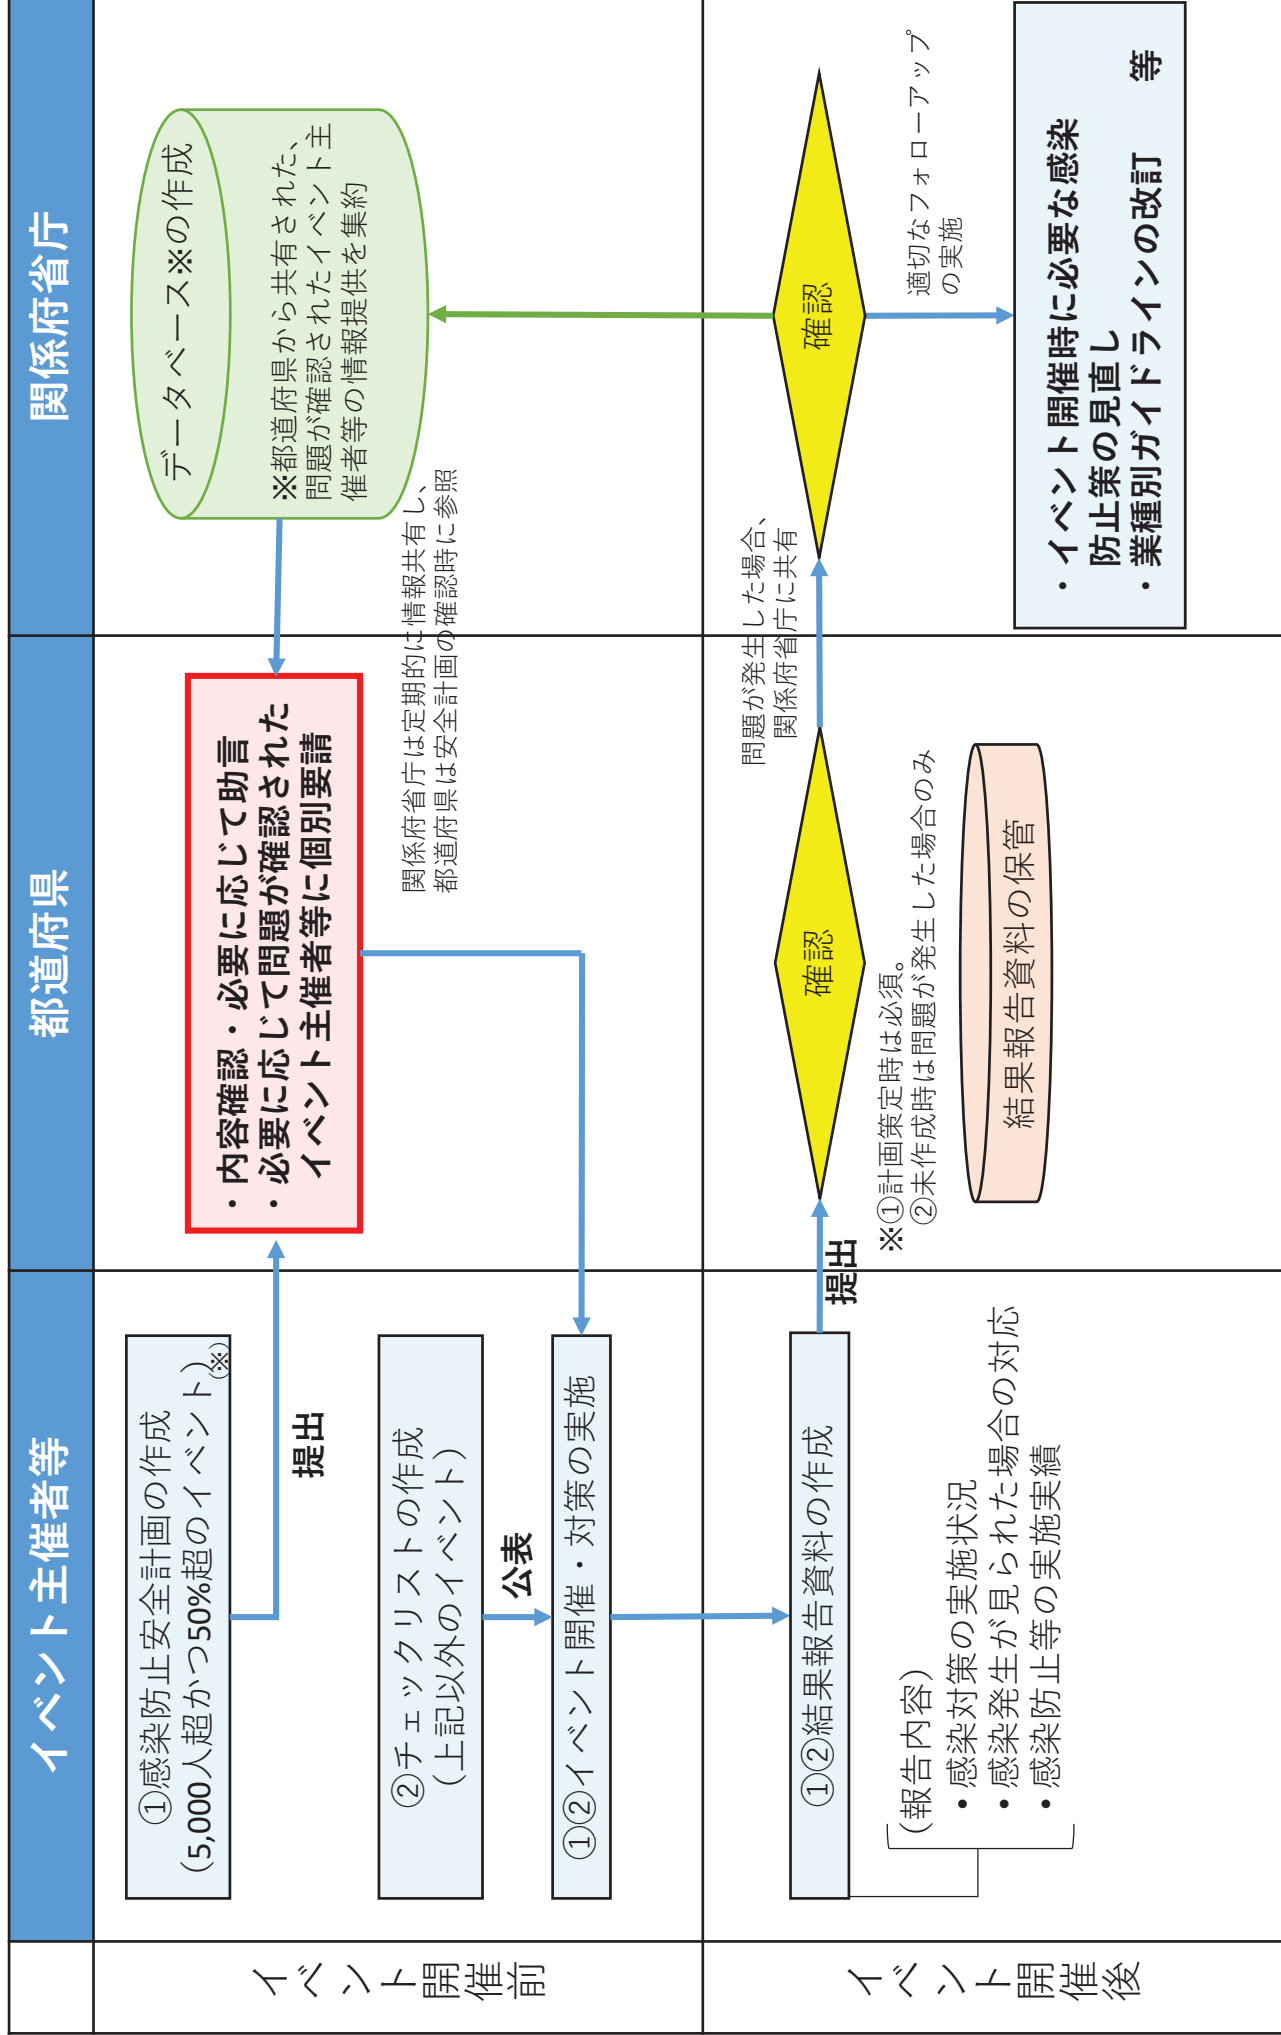 イベント主催者等
都道府県
関係府省庁
イベント開催前
①感染防止安全計画の作成
(5,000人超かつ50%超のイベント)
(※)
提出
②チェックリストの作成
(上記以外のイベント)
公表
①②イベント開催・対策の実施
・内容確認・必要に応じて助言
・必要に応じて問題が確認された
イベント主催者等に個別要請
データベース※の作成
※都道府県から共有された、
問題が確認されたイベント主
催者等の情報提供を集約
関係府省庁は定期的に情報共有し、
都道府県は安全計画の確認時に参照
イベント開催後
①②結果報告資料の作成
(報告内容)
・感染対策の実施状況
・感染発生が見られた場合の対応
・感染防止等の実施実績
提出
確認
※①計画策定時は必須。
②未作成時は問題が発生した場合のみ
結果報告資料の保管
問題が発生した場合、
関係府省庁に共有
確認
適切なフォローアップ
の実施
・イベント開催時に必要な感染
防止策の見直し
・業種別ガイドラインの改訂　等